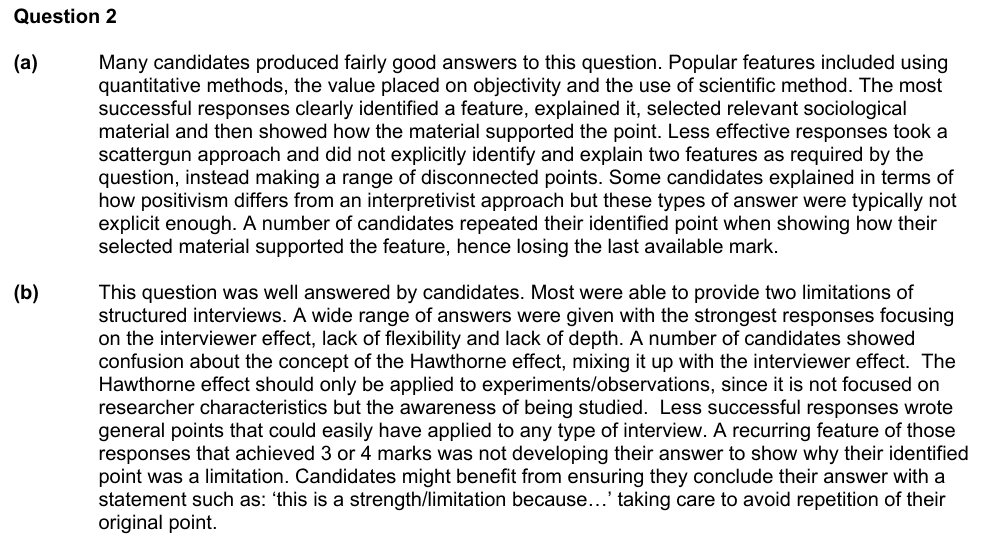 Question 2
(a) Many candidates produced fairly good answers to this question. Popular features included using
quantitative methods, the value placed on objectivity and the use of scientific method. The most
successful responses clearly identified a feature, explained it, selected relevant sociological
material and then showed how the material supported the point. Less effective responses took a
scattergun approach and did not explicitly identify and explain two features as required by the
question, instead making a range of disconnected points. Some candidates explained in terms of
how positivism differs from an interpretivist approach but these types of answer were typically not
explicit enough. A number of candidates repeated their identified point when showing how their
selected material supported the feature, hence losing the last available mark.
(b) This question was well answered by candidates. Most were able to provide two limitations of
structured interviews. A wide range of answers were given with the strongest responses focusing
on the interviewer effect, lack of flexibility and lack of depth. A number of candidates showed
confusion about the concept of the Hawthorne effect, mixing it up with the interviewer effect.  The
Hawthorne effect should only be applied to experiments/observations, since it is not focused on
researcher characteristics but the awareness of being studied.  Less successful responses wrote
general points that could easily have applied to any type of interview. A recurring feature of those
responses that achieved 3 or 4 marks was not developing their answer to show why their identified
point was a limitation. Candidates might benefit from ensuring they conclude their answer with a
statement such as: ‘this is a strength/limitation because…’ taking care to avoid repetition of their
original point.